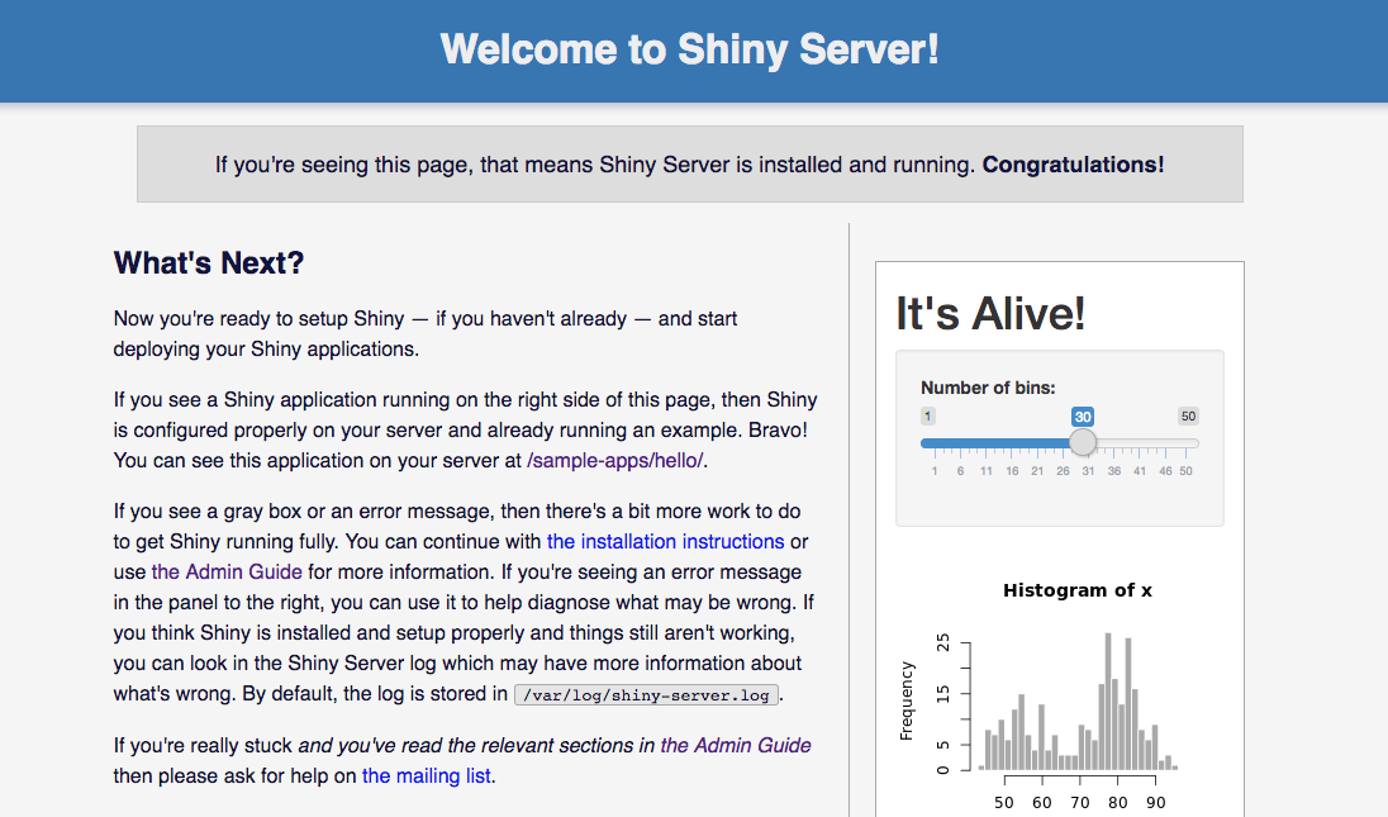 Welcome to Shiny Server!
If you're seeing this page, that means Shiny Server is installed and running. Congratulations!
What's Next?
Now you're ready to setup Shiny — if you haven't already — and start
deploying your Shiny applications.
If you see a Shiny application running on the right side of this page, then Shiny
is configured properly on your server and already running an example. Bravo!
You can see this application on your server at /sample-apps/hello/.
If you see a gray box or an error message, then there's a bit more work to do
to get Shiny running fully. You can continue with the installation instructions or
use the Admin Guide for more information. If you're seeing an error message
in the panel to the right, you can use it to help diagnose what may be wrong. If
you think Shiny is installed and setup properly and things still aren't working,
you can look in the Shiny Server log which may have more information about
what's wrong. By default, the log is stored in /var/log/shiny-server.log.
If you're really stuck and you've read the relevant sections in the Admin Guide
then please ask for help on the mailing list.
It's Alive!
Number of bins:
1 30 50
1 6 11 16 21 26 31 36 41 46 50
Histogram of x
Frequency
25
15
5
0
50 60 70 80 90